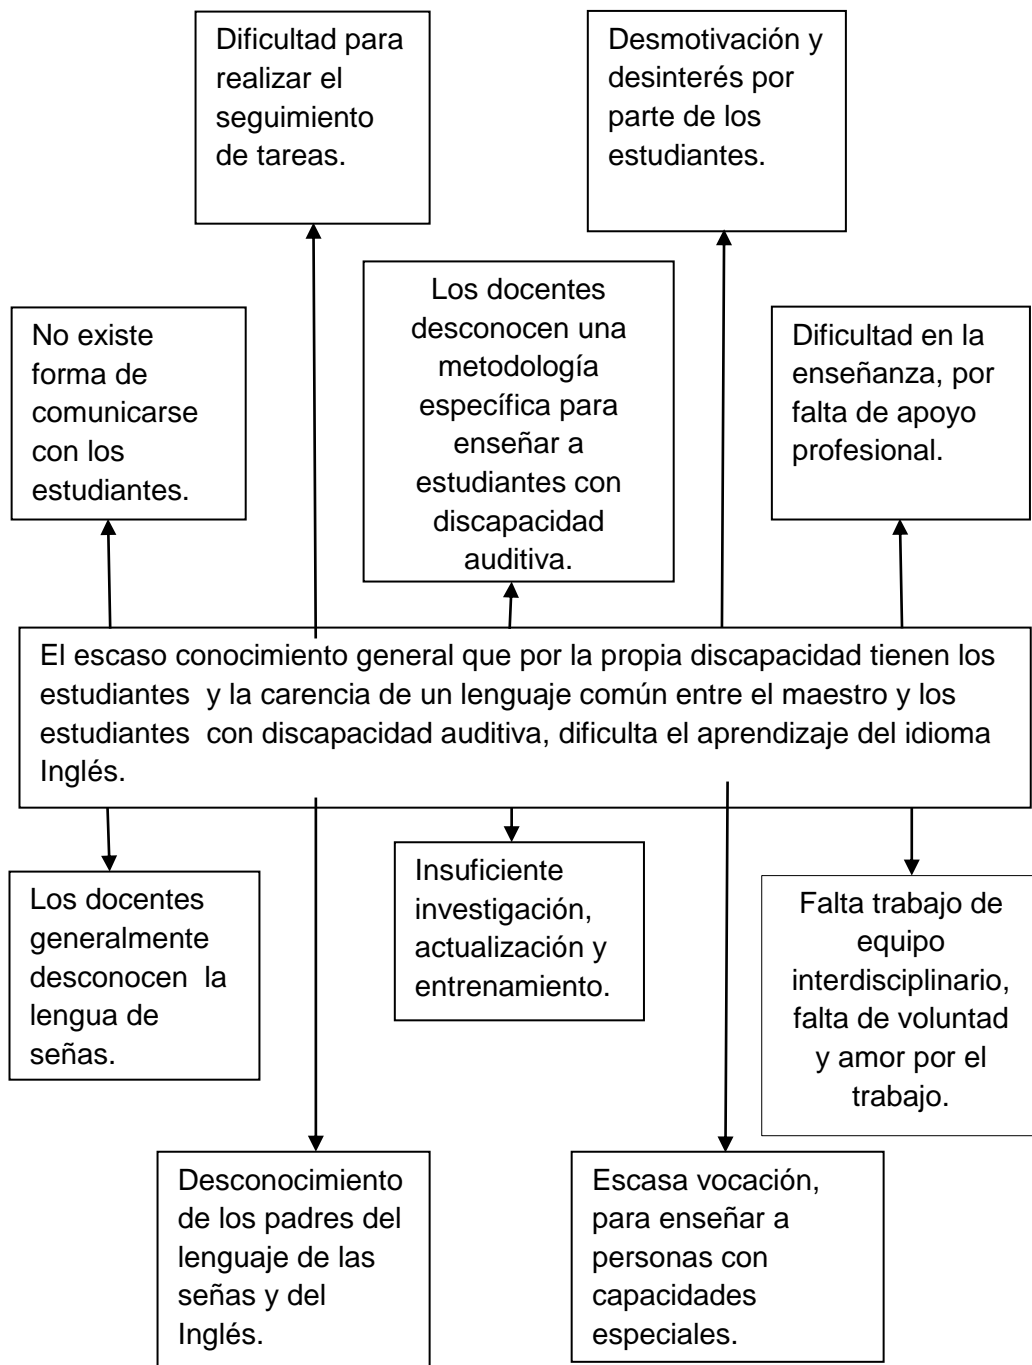 Dificultad para
realizar el
seguimiento
de tareas.
Desmotivación y
desinterés por
parte de los
estudiantes.
No existe
forma de
comunicarse
con los
estudiantes.
Los docentes
desconocen una
metodología
específica para
enseñar a
estudiantes con
discapacidad
auditiva.
Dificultad en la
enseñanza, por
falta de apoyo
profesional.
El escaso conocimiento general que por la propia discapacidad tienen los
estudiantes y la carencia de un lenguaje común entre el maestro y los
estudiantes con discapacidad auditiva, dificulta el aprendizaje del idioma
Inglés.
Los docentes
generalmente
desconocen la
lengua de
señas.
Insuficiente
investigación,
actualización y
entrenamiento.
Falta trabajo de
equipo
interdisciplinario,
falta de voluntad
y amor por el
trabajo.
Desconocimiento
de los padres del
lenguaje de las
señas y del
Inglés.
Escasa vocación,
para enseñar a
personas con
capacidades
especiales.